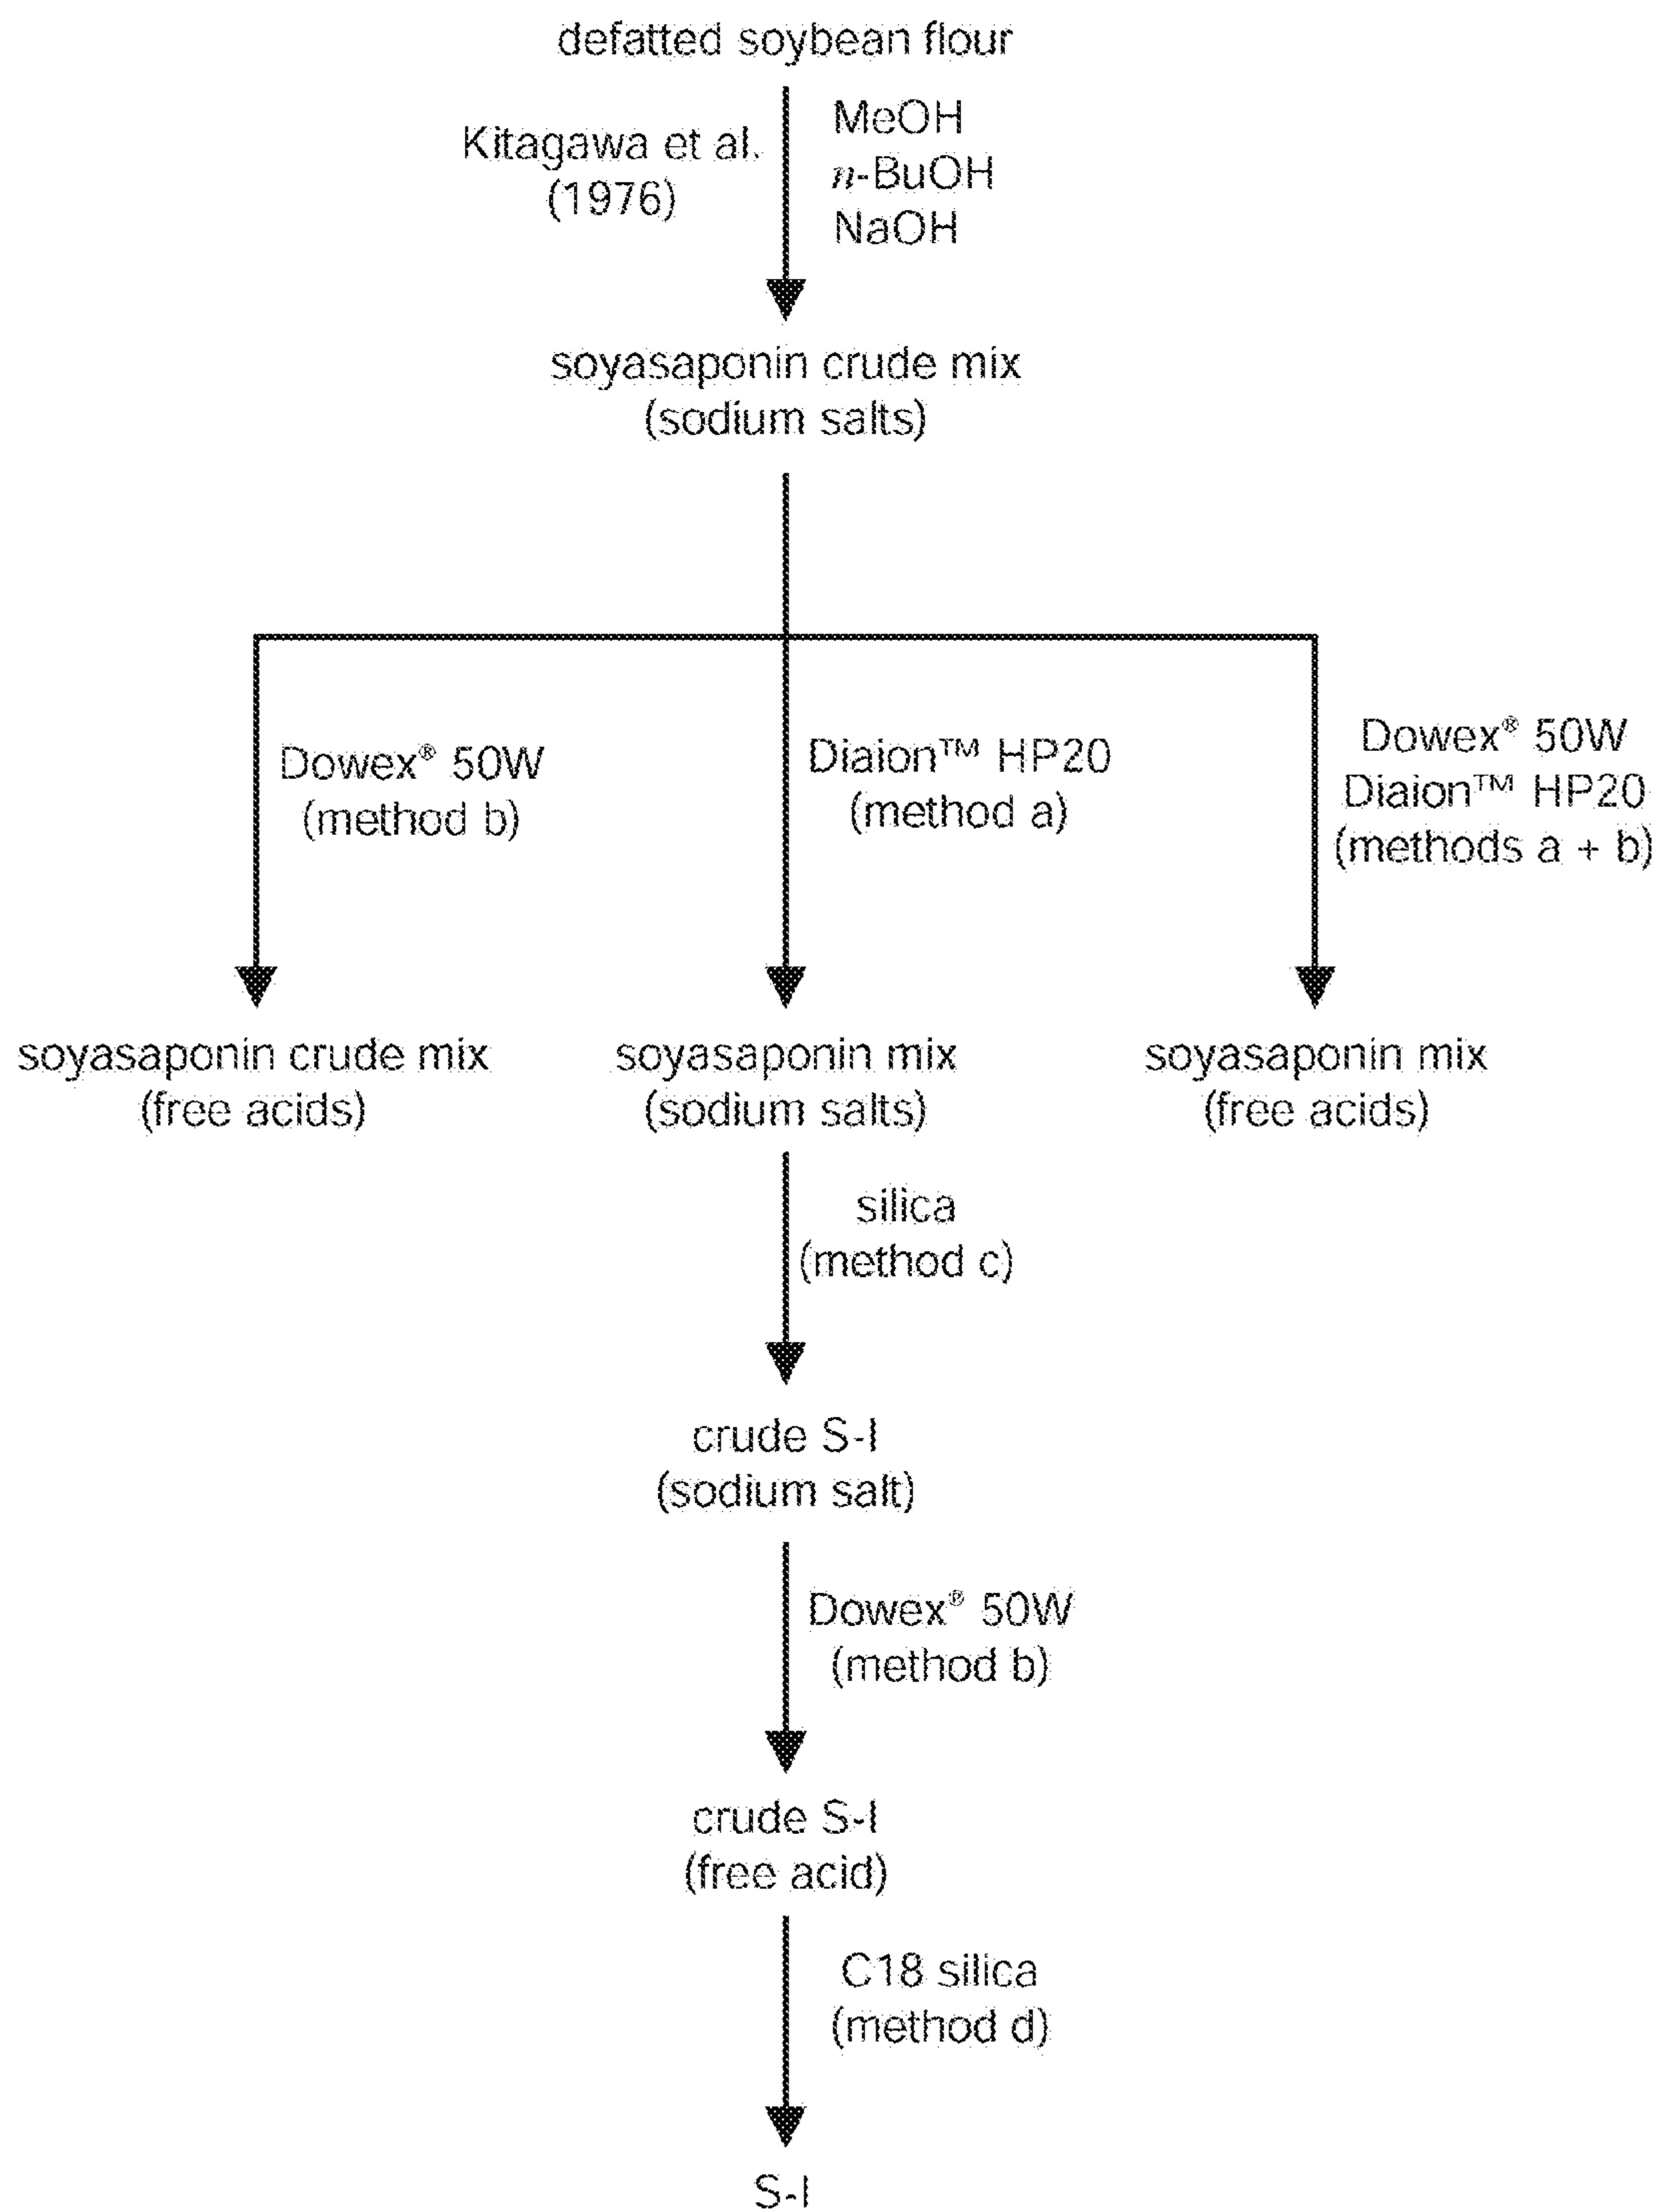 defatted soybean flour
Kitagawa et al.
(1976)
MeOH
n-BuOH
NaOH
soyasaponin crude mix
(sodium salts)
Dowex® 50W
(method b)
Diaion™ HP20
(method a)
Dowex® 50W
Diaion™ HP20
(methods a + b)
soyasaponin crude mix
(free acids)
soyasaponin mix
(sodium salts)
soyasaponin mix
(free acids)
silica
(method c)
crude S-I
(sodium salt)
Dowex® 50W
(method b)
crude S-I
(free acid)
C18 silica
(method d)
S-I